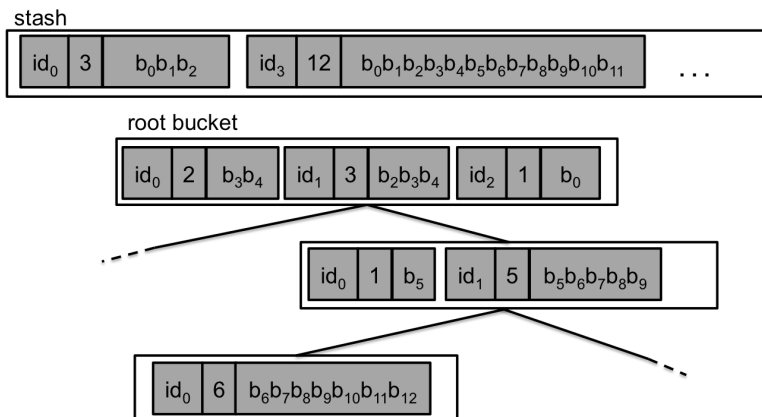 stash
id₀ 3 b₀b₁b₂ id₃ 12 b₀b₁b₂b₃b₄b₅b₆b₇b₈b₉b₁₀b₁₁ ...
root bucket
id₀ 2 b₃b₄ id₁ 3 b₂b₃b₄ id₂ 1 b₀
id₀ 1 b₅ id₁ 5 b₅b₆b₇b₈b₉
id₀ 6 b₆b₇b₈b₉b₁₀b₁₁b₁₂